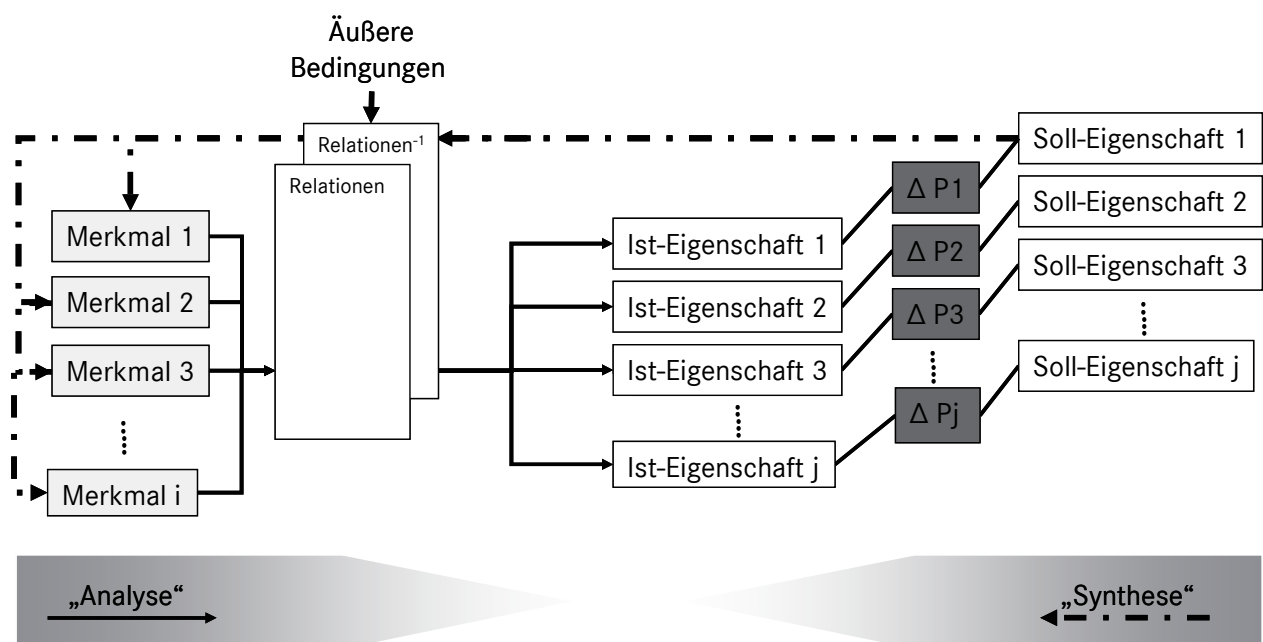 Äußere
Bedingungen
Relationen⁻¹
Relationen
Merkmal 1
Merkmal 2
Merkmal 3
Merkmal i
Ist-Eigenschaft 1
Ist-Eigenschaft 2
Ist-Eigenschaft 3
Ist-Eigenschaft j
Δ P1
Δ P2
Δ P3
Δ Pj
Soll-Eigenschaft 1
Soll-Eigenschaft 2
Soll-Eigenschaft 3
Soll-Eigenschaft j
„Analyse“
„Synthese“